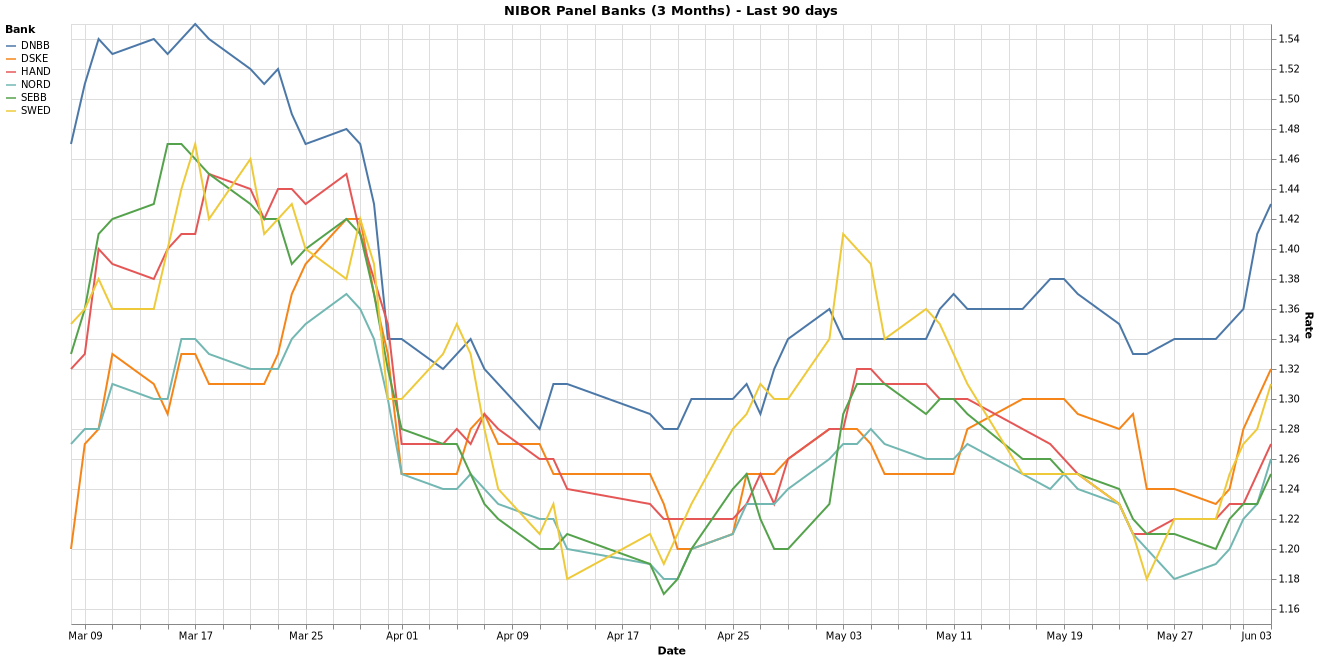 NIBOR Panel Banks (3 Months) - Last 90 days
Bank
DNBB
DSKE
HAND
NORD
SEBB
SWED
1.54
1.52
1.50
1.48
1.46
1.44
1.42
1.40
1.38
1.36
1.34
1.32
1.30
1.28
1.26
1.24
1.22
1.20
1.18
1.16
Rate
Mar 09 Mar 17 Mar 25 Apr 01 Apr 09 Apr 17 Apr 25 May 03 May 11 May 19 May 27 Jun 03
Date